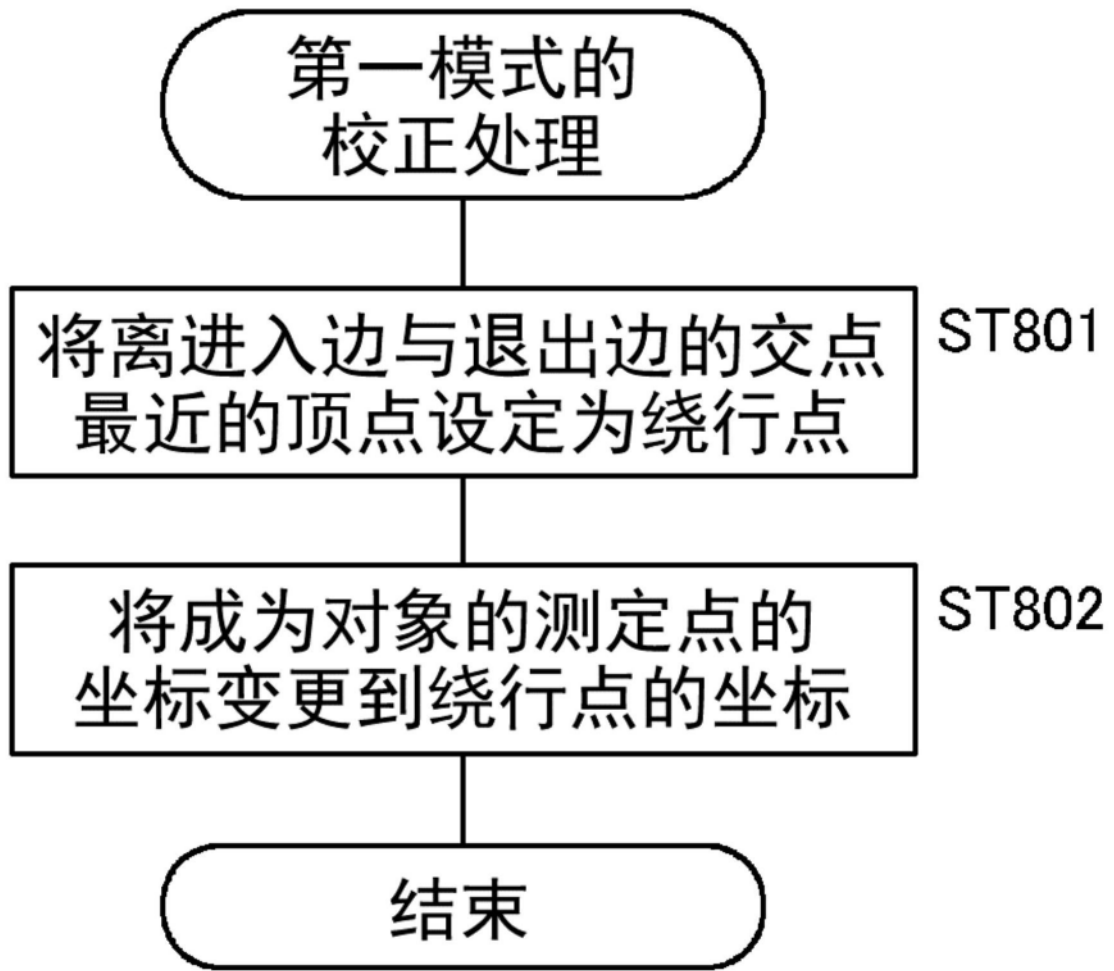 第一模式的
校正处理
将离进入边与退出边的交点
最近的顶点设定为绕行点
ST801
将成为对象的测定点的
坐标变更到绕行点的坐标
ST802
结束